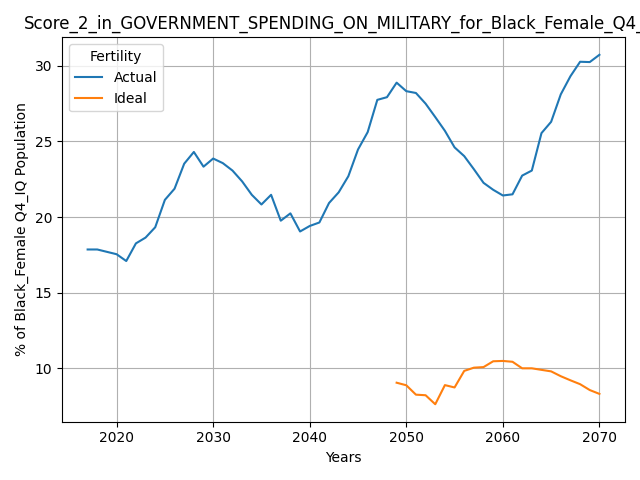 Score_2_in_GOVERNMENT_SPENDING_ON_MILITARY_for_Black_Female_Q4_
Fertility
Actual
Ideal
% of Black_Female Q4_IQ Population
30
25
20
15
10
2020 2030 2040 2050 2060 2070
Years